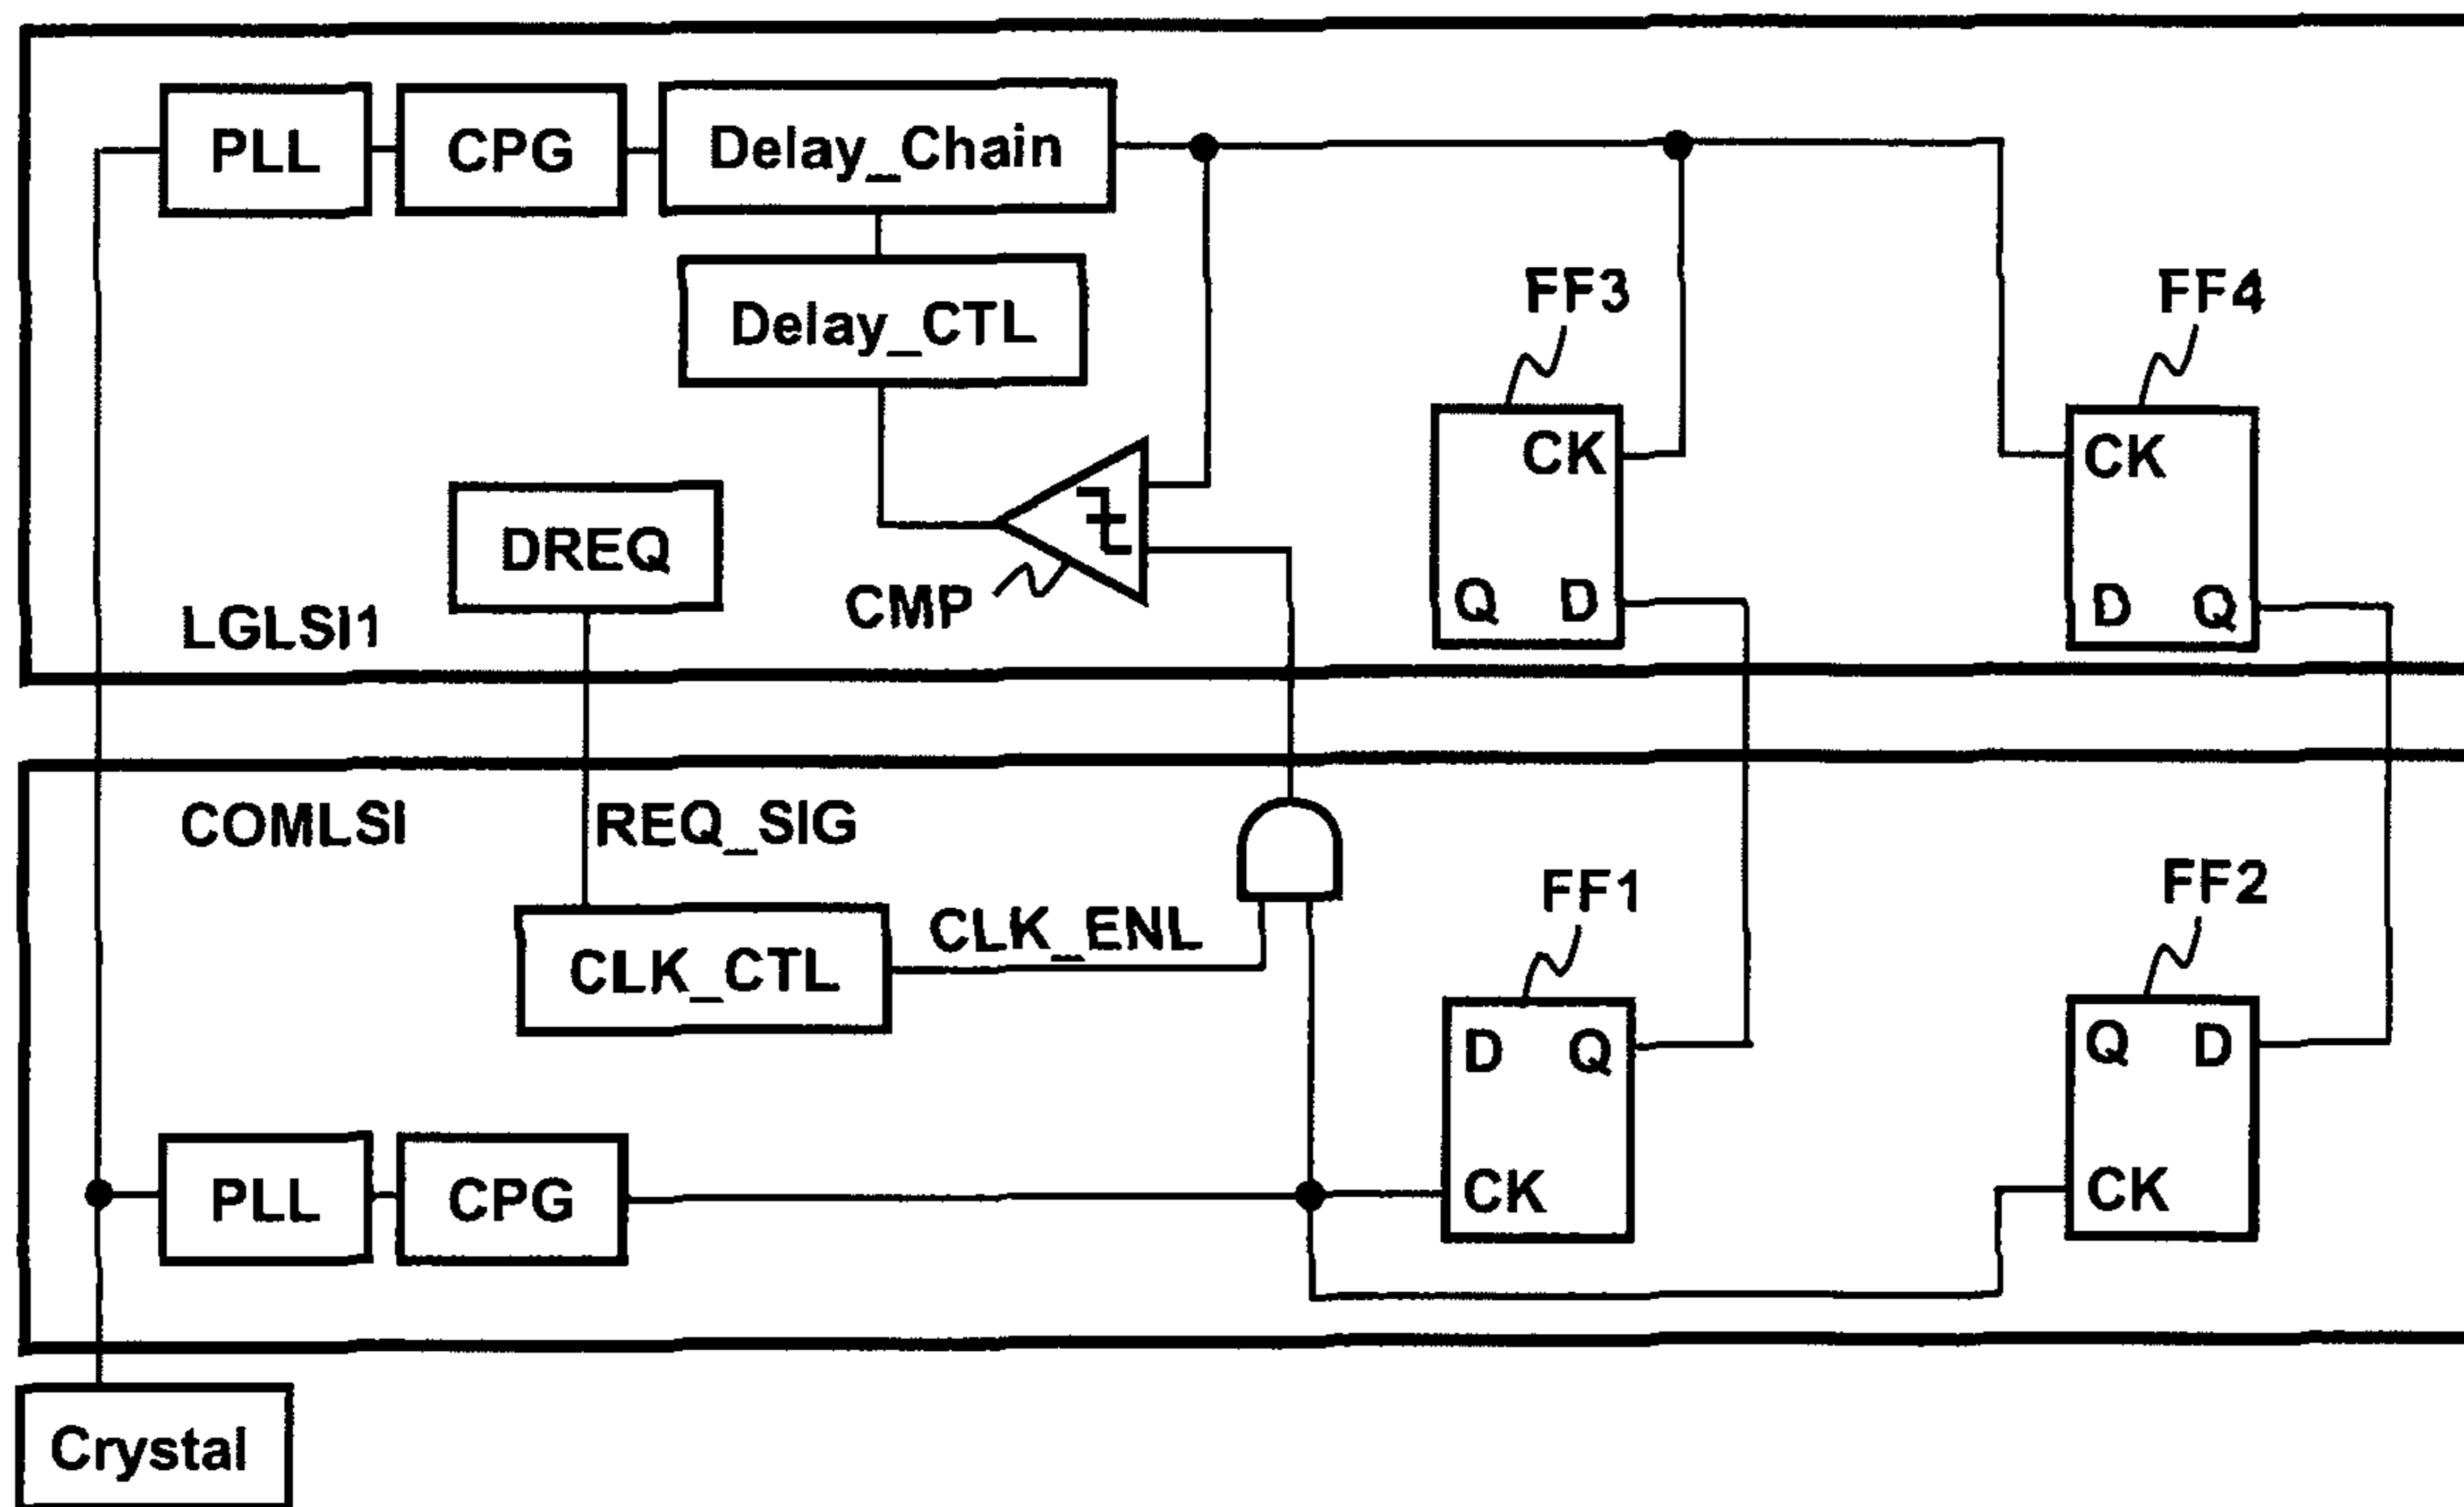 PLL
CPG
Delay_Chain
Delay_CTL
FF3
FF4
CK
CK
DREQ
CMP
Q D
D Q
LGLSI1
COMLSI
REQ_SIG
FF1
FF2
CLK_ENL
CLK_CTL
D Q
Q D
PLL
CPG
CK
CK
Crystal